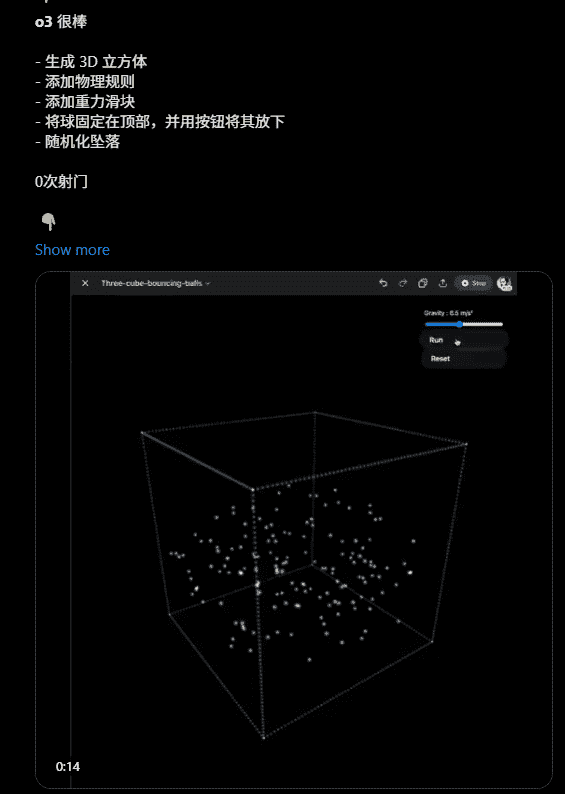 o3 很棒
- 生成 3D 立方体
- 添加物理规则
- 添加重力滑块
- 将球固定在顶部，并用按钮将其放下
- 随机化坠落
0次射门
Show more
Three-cube-bouncing-balls
Stop
Gravity : 6.5 m/s²
Run
Reset
0:14